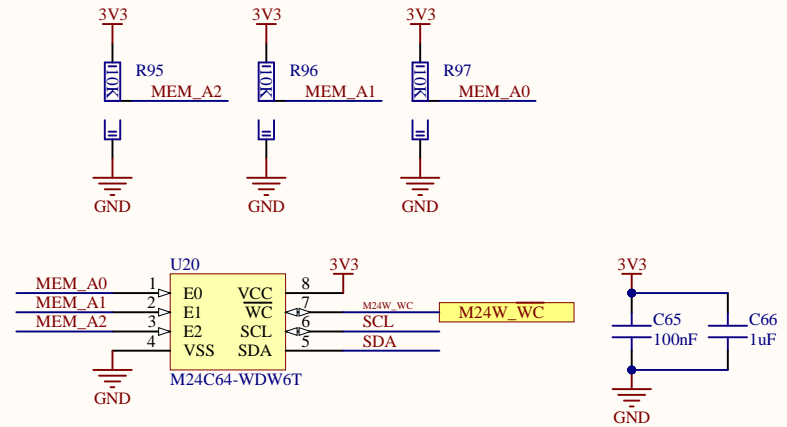 3V3 3V3 3V3
R95 R96 R97
10K 10K 10K
MEM_A2 MEM_A1 MEM_A0
GND GND GND
U20 3V3 3V3
MEM_A0 1 E0 VCC 8
MEM_A1 2 E1 WC 7 M24W_WC M24W_WC
MEM_A2 3 E2 SCL 6 SCL
4 VSS SDA 5 SDA
M24C64-WDW6T
GND
C65 C66
100nF 1uF
GND